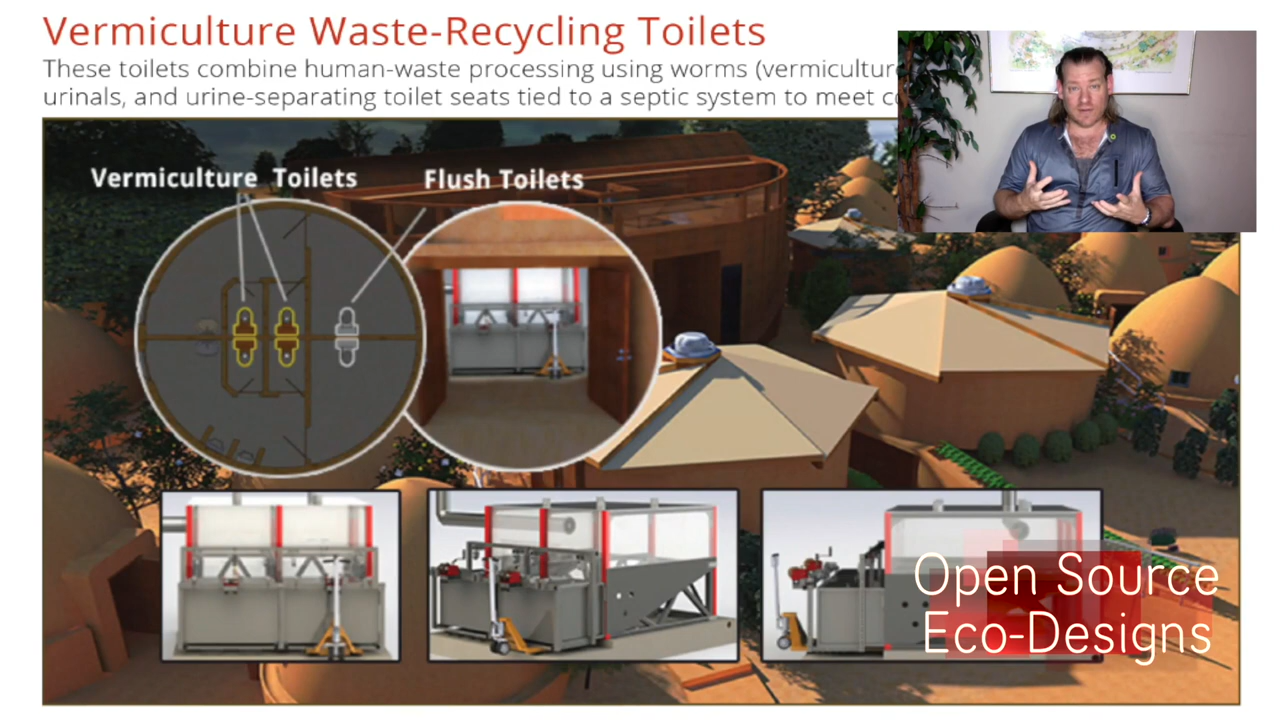 Vermiculture Waste-Recycling Toilets
These toilets combine human-waste processing using worms (vermiculture
urinals, and urine-separating toilet seats tied to a septic system to meet
Vermiculture Toilets
Flush Toilets
Open Source
Eco-Designs